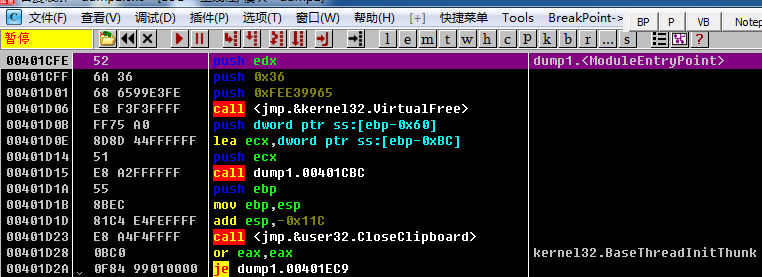 C 文件(F) 查看(V) 调试(D) 插件(P) 选项(T) 窗口(W) 帮助(H) [+] 快捷菜单 Tools BreakPoint-> BP P VB Notep
暂停 l e m t w h c p k b r ... s ?
00401CFE 52 push edx dump1.<ModuleEntryPoint>
00401CFF 6A 36 push 0x36
00401D01 68 6599E3FE push 0xFEE39965
00401D06 E8 F3F3FFFF call <jmp.&kernel32.VirtualFree>
00401D0B FF75 A0 push dword ptr ss:[ebp-0x60]
00401D0E 8D8D 44FFFFFF lea ecx,dword ptr ss:[ebp-0xBC]
00401D14 51 push ecx
00401D15 E8 A2FFFFFF call dump1.00401CBC
00401D1A 55 push ebp
00401D1B 8BEC mov ebp,esp
00401D1D 81C4 E4FEFFFF add esp,-0x11C
00401D23 E8 A4F4FFFF call <jmp.&user32.CloseClipboard>
00401D28 0BC0 or eax,eax kernel32.BaseThreadInitThunk
00401D2A 0F84 99010000 je dump1.00401EC9